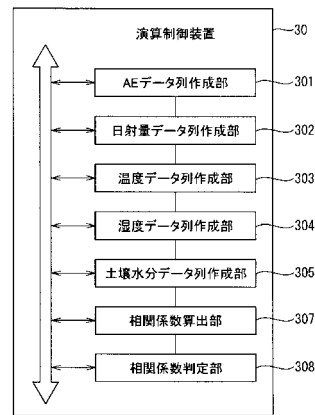 演算制御装置 30
AEデータ列作成部 301
日射量データ列作成部 302
温度データ列作成部 303
湿度データ列作成部 304
土壌水分データ列作成部 305
相関係数算出部 307
相関係数判定部 308